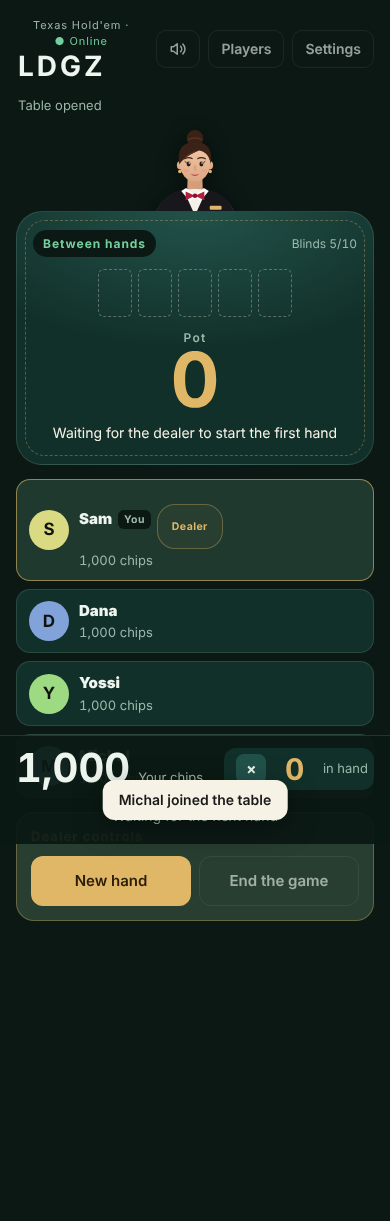 Texas Hold'em ·
Online
LDGZ
Players
Settings
Table opened
Between hands
Blinds 5/10
Pot
0
Waiting for the dealer to start the first hand
S
Sam You Dealer
1,000 chips
D
Dana
1,000 chips
Y
Yossi
1,000 chips
1,000 Your chips
× 0 in hand
Michal joined the table
Dealer controls
New hand
End the game